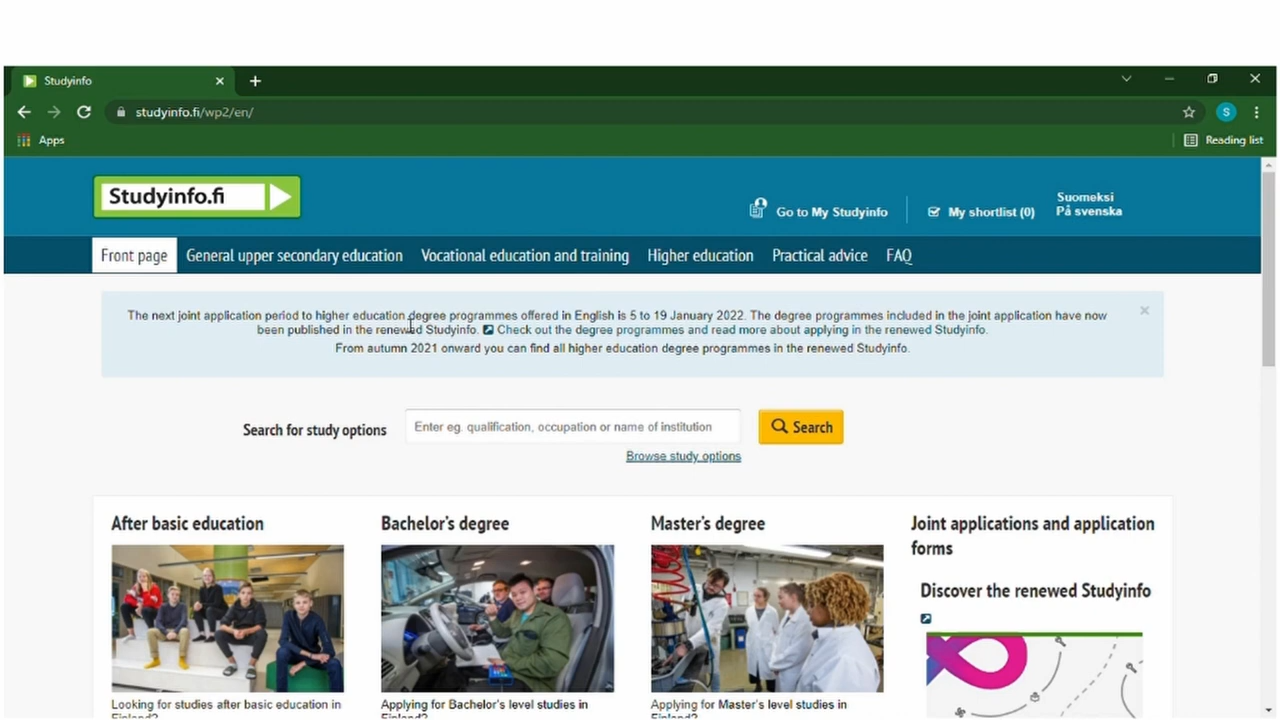 Studyinfo
studyinfo.fi/wp2/en/
S
Apps
Reading list
Studyinfo.fi
Go to My Studyinfo
My shortlist (0)
Suomeksi
På svenska
Front page
General upper secondary education
Vocational education and training
Higher education
Practical advice
FAQ
The next joint application period to higher education degree programmes offered in English is 5 to 19 January 2022. The degree programmes included in the joint application have now
been published in the renewed Studyinfo. Check out the degree programmes and read more about applying in the renewed Studyinfo.
From autumn 2021 onward you can find all higher education degree programmes in the renewed Studyinfo.
Search for study options
Enter eg. qualification, occupation or name of institution
Search
Browse study options
After basic education
Bachelor's degree
Master's degree
Joint applications and application
forms
Discover the renewed Studyinfo
Looking for studies after basic education in
Finland?
Applying for Bachelor's level studies in
Finland?
Applying for Master's level studies in
Finland?